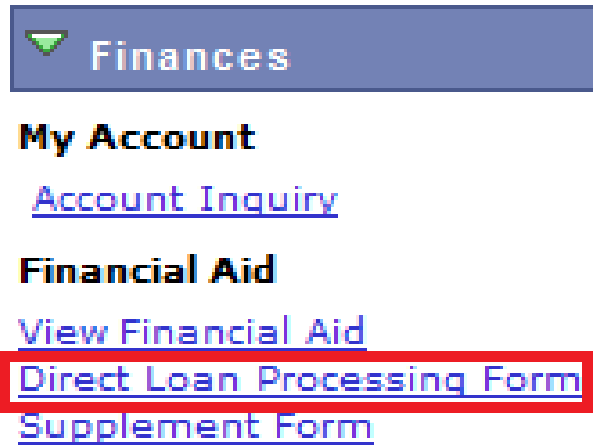 Finances
My Account
Account Inquiry
Financial Aid
View Financial Aid
Direct Loan Processing Form
Supplement Form